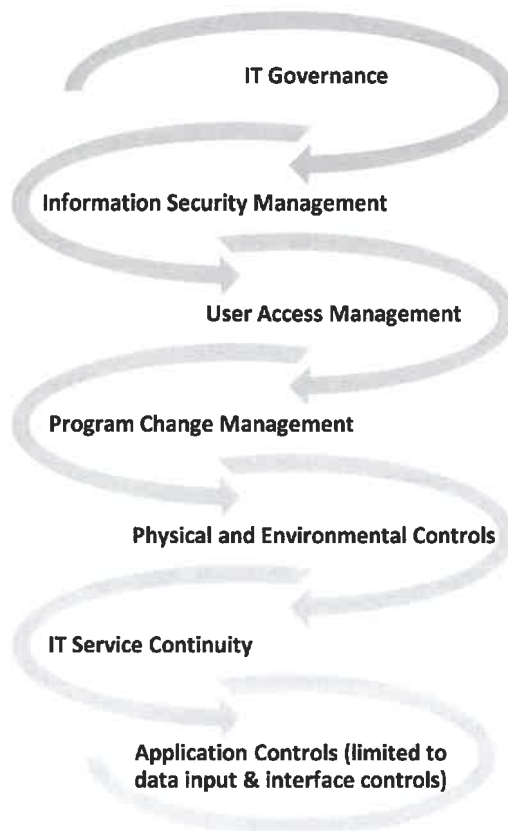 IT Governance
Information Security Management
User Access Management
Program Change Management
Physical and Environmental Controls
IT Service Continuity
Application Controls (limited to
data input & interface controls)